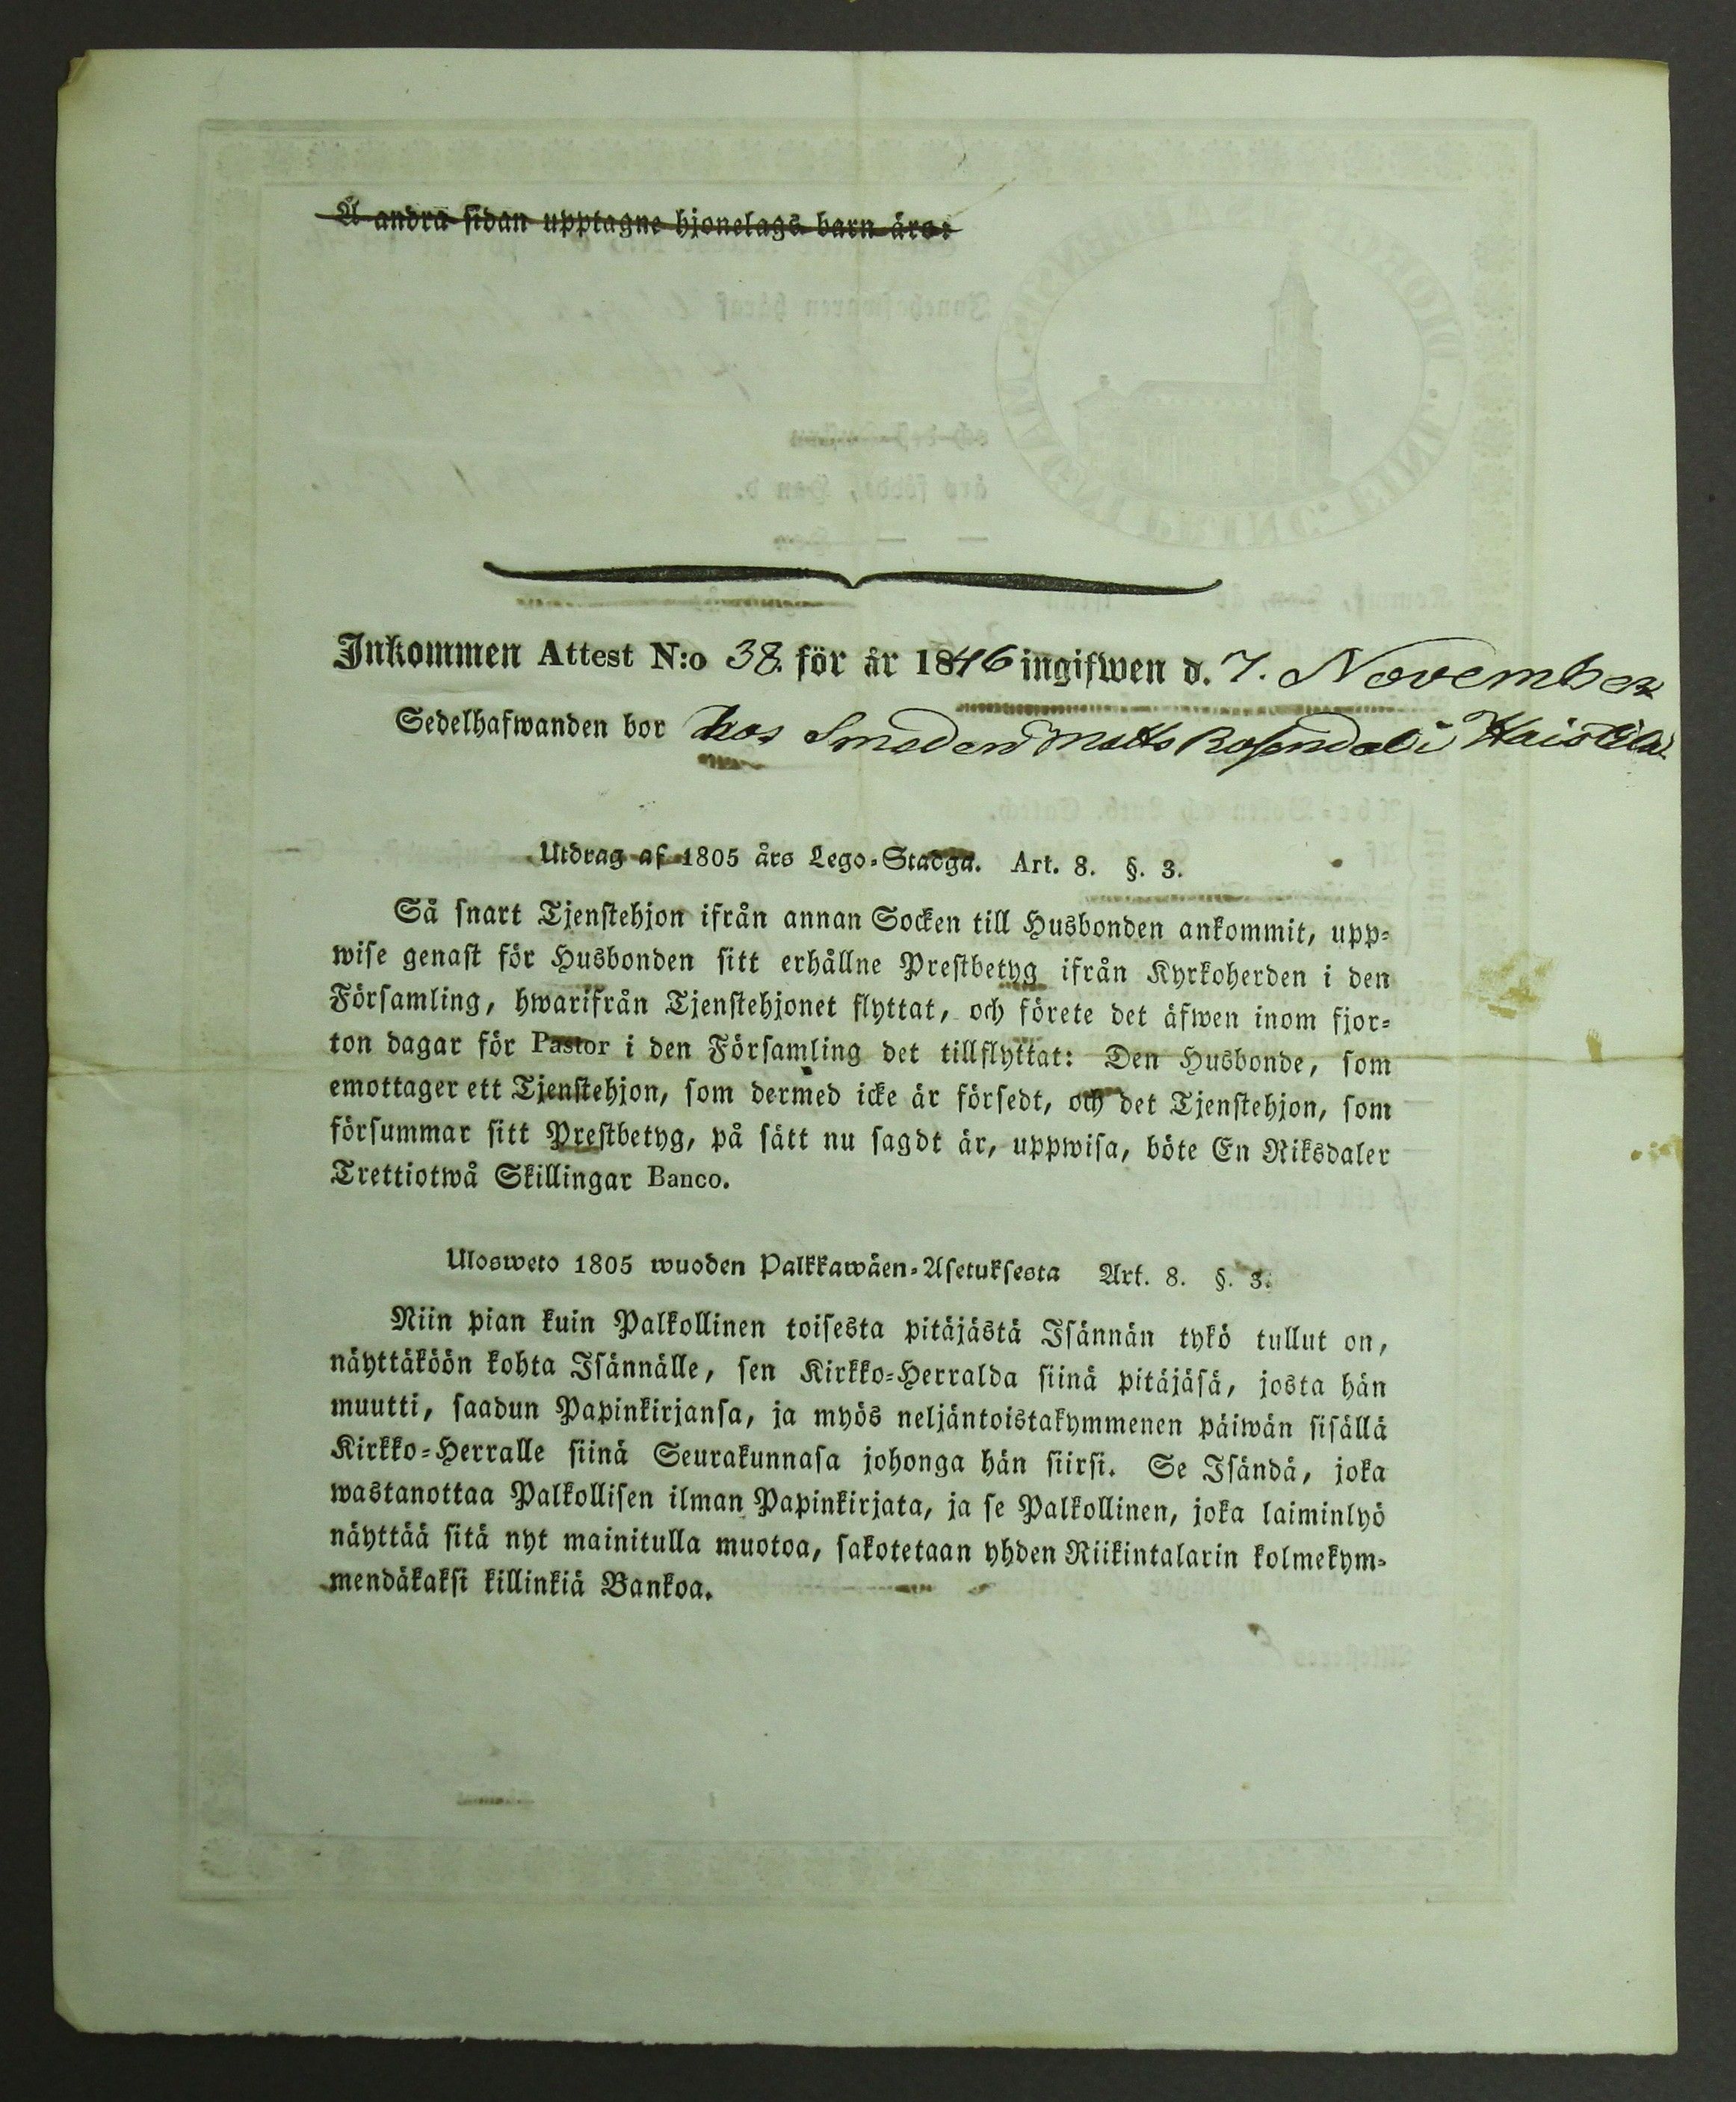 Å andra sidan upptagne hjonelags barn äro:
Inkommen Attest N:o 38. för år 1846 ingifwen d. 7. November
Sedelhafwanden bor hos Smeden Matts Rosendal i Haistila
Utdrag af 1805 års Lego-Stadga. Art. 8. §. 3.
Så snart Tjenstehjon ifrån annan Socken till Husbonden ankommit, upp-
wise genast för Husbonden sitt erhållne Prestbetyg ifrån Kyrkoherden i den
Församling, hwarifrån Tjenstehjonet flyttat, och förete det äfwen inom fjor-
ton dagar för Pastor i den Församling det tillflyttat: Den Husbonde, som
emottager ett Tjenstehjon, som dermed icke är försedt, och det Tjenstehjon, som
försummar sitt Prestbetyg, på sätt nu sagdt är, uppwisa, böte En Riksdaler
Trettiotwå Skillingar Banco.
Ulosweto 1805 wuoden Palkkawäen-Asetuksesta Art. 8. §. 3.
Niin pian kuin Palkollinen toisesta pitäjästä Isännän tykö tullut on,
näyttäköön kohta Isännälle, sen Kirkko-Herralda siinä pitäjäsä, josta hän
muutti, saadun Papinkirjansa, ja myös neljäntoistakymmenen päiwän sisällä
Kirkko-Herralle siinä Seurakunnasa johonga hän siirsi. Se Isändä, joka
wastanottaa Palkollisen ilman Papinkirjata, ja se Palkollinen, joka laiminlyö
näyttää sitä nyt mainitulla muotoa, sakotetaan yhden Riikintalarin kolmekym-
mendäkaksi killinkiä Bankoa.